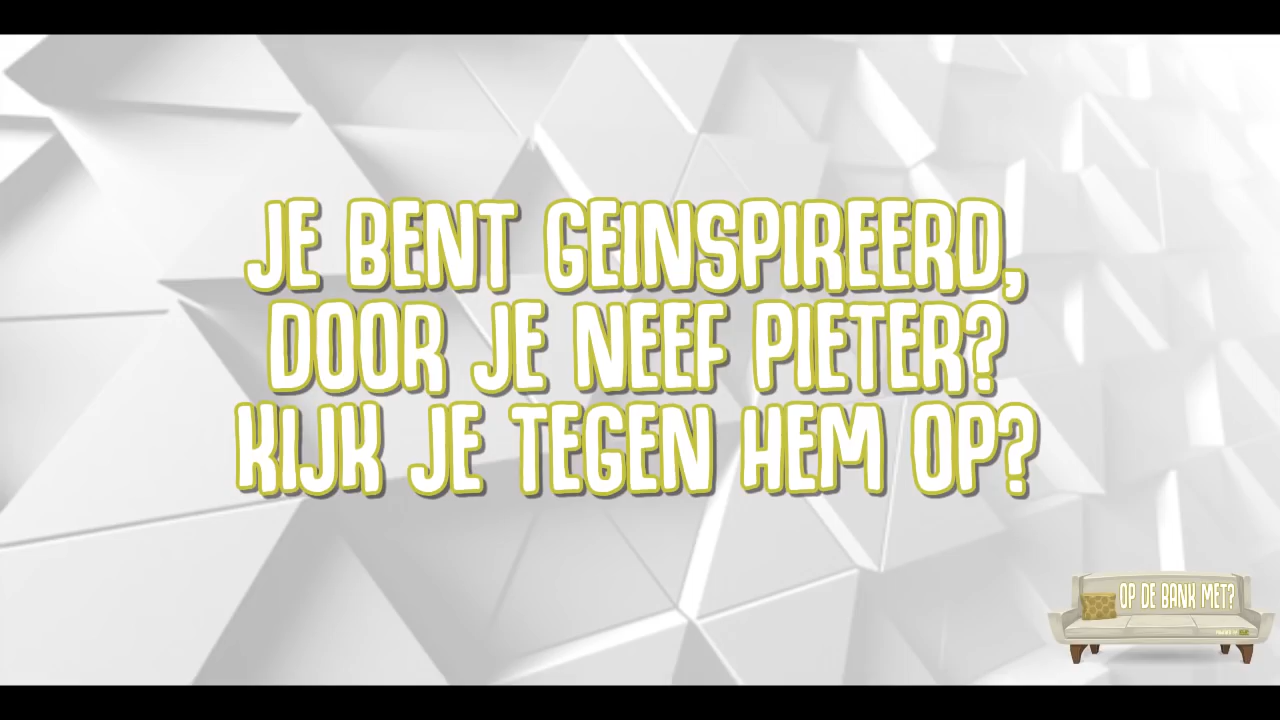 JE BENT GEINSPIREERD,
DOOR JE NEEF PIETER?
KIJK JE TEGEN HEM OP?
OP DE BANK MET?